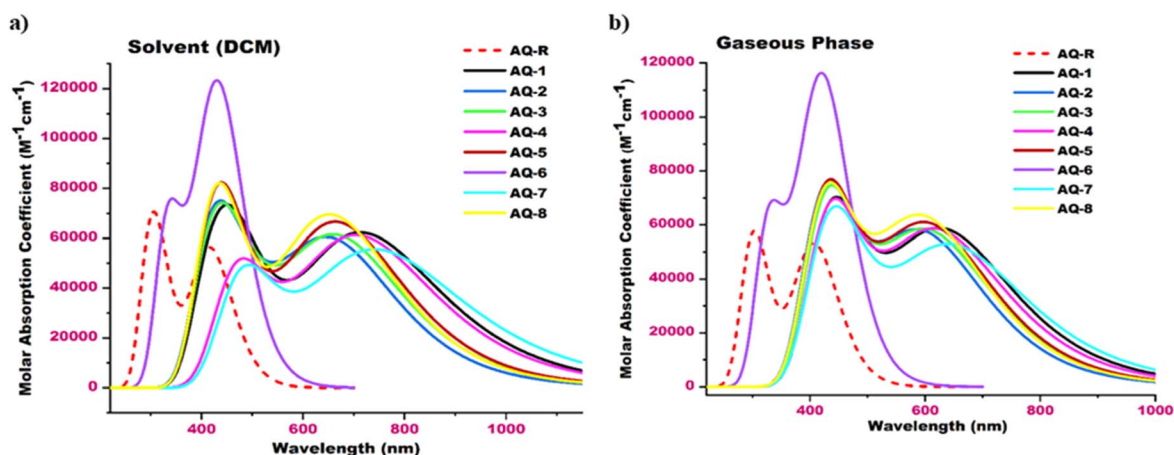 a)
Solvent (DCM)
AQ-R
AQ-1
AQ-2
AQ-3
AQ-4
AQ-5
AQ-6
AQ-7
AQ-8
120000
100000
80000
60000
40000
20000
0
Molar Absorption Coefficient (M⁻¹cm⁻¹)
400
600
800
1000
Wavelength (nm)
b)
Gaseous Phase
AQ-R
AQ-1
AQ-2
AQ-3
AQ-4
AQ-5
AQ-6
AQ-7
AQ-8
120000
100000
80000
60000
40000
20000
0
Molar Absorption Coefficient (M⁻¹cm⁻¹)
400
600
800
1000
Wavelength (nm)